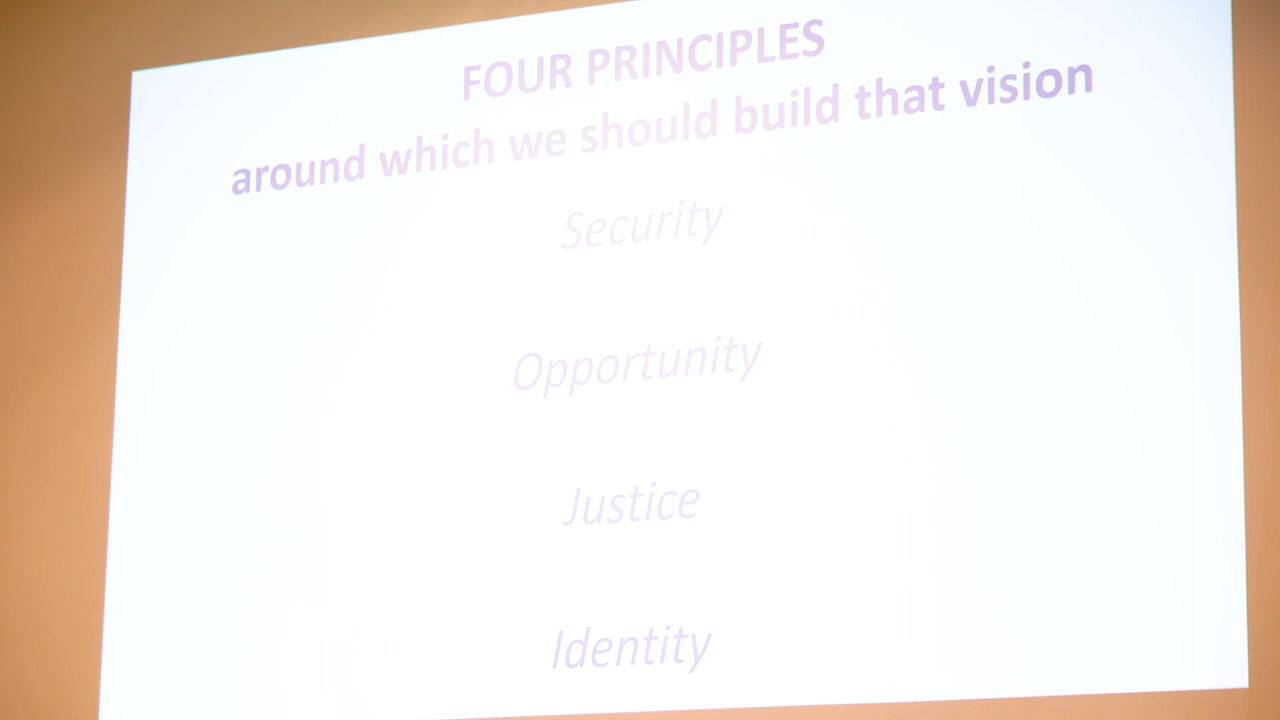 FOUR PRINCIPLES
around which we should build that vision
Security
Opportunity
Justice
Identity